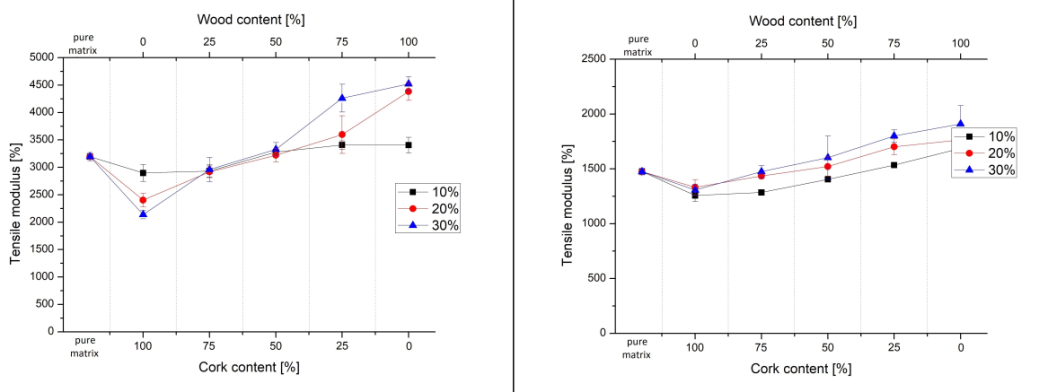 Wood content [%]
pure
matrix
0 25 50 75 100
5000
4500
4000
3500
3000
2500
2000
1500
1000
500
0
Tensile modulus [%]
10%
20%
30%
pure
matrix
100 75 50 25 0
Cork content [%]
Wood content [%]
pure
matrix
0 25 50 75 100
2500
2000
1500
1000
500
0
Tensile modulus [%]
10%
20%
30%
pure
matrix
100 75 50 25 0
Cork content [%]